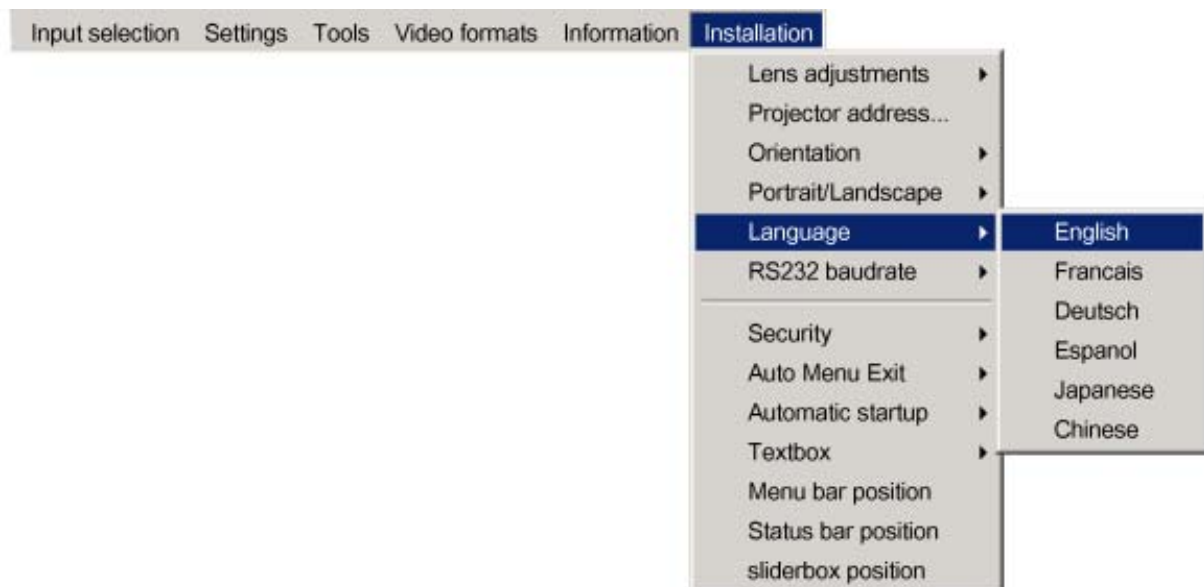 Input selection Settings Tools Video formats Information Installation
Lens adjustments
Projector address...
Orientation
Portrait/Landscape
Language
RS232 baudrate
Security
Auto Menu Exit
Automatic startup
Textbox
Menu bar position
Status bar position
sliderbox position
English
Francais
Deutsch
Espanol
Japanese
Chinese